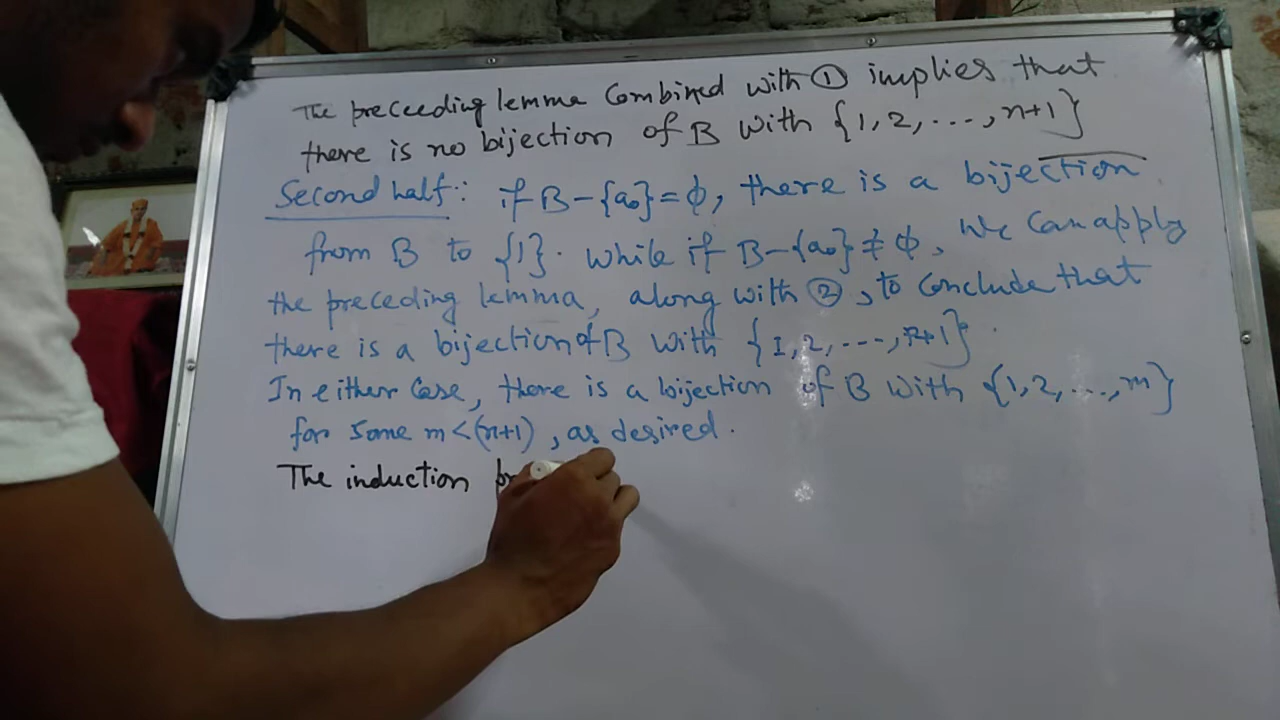 The preceeding lemma Combined with ① implies that
there is no bijection of B with {1, 2, ..., n+1}
Second half: if B-{a₀}=ϕ, there is a bijection
from B to {1}. while if B-{a₀}≠ϕ, We Can apply
the preceding lemma, along with ②, to Conclude that
there is a bijection of B with {1, 2, ---, n+1}.
In either Case, there is a bijection of B with {1, 2, ..., m}
for some m<(n+1), as desired.
The induction